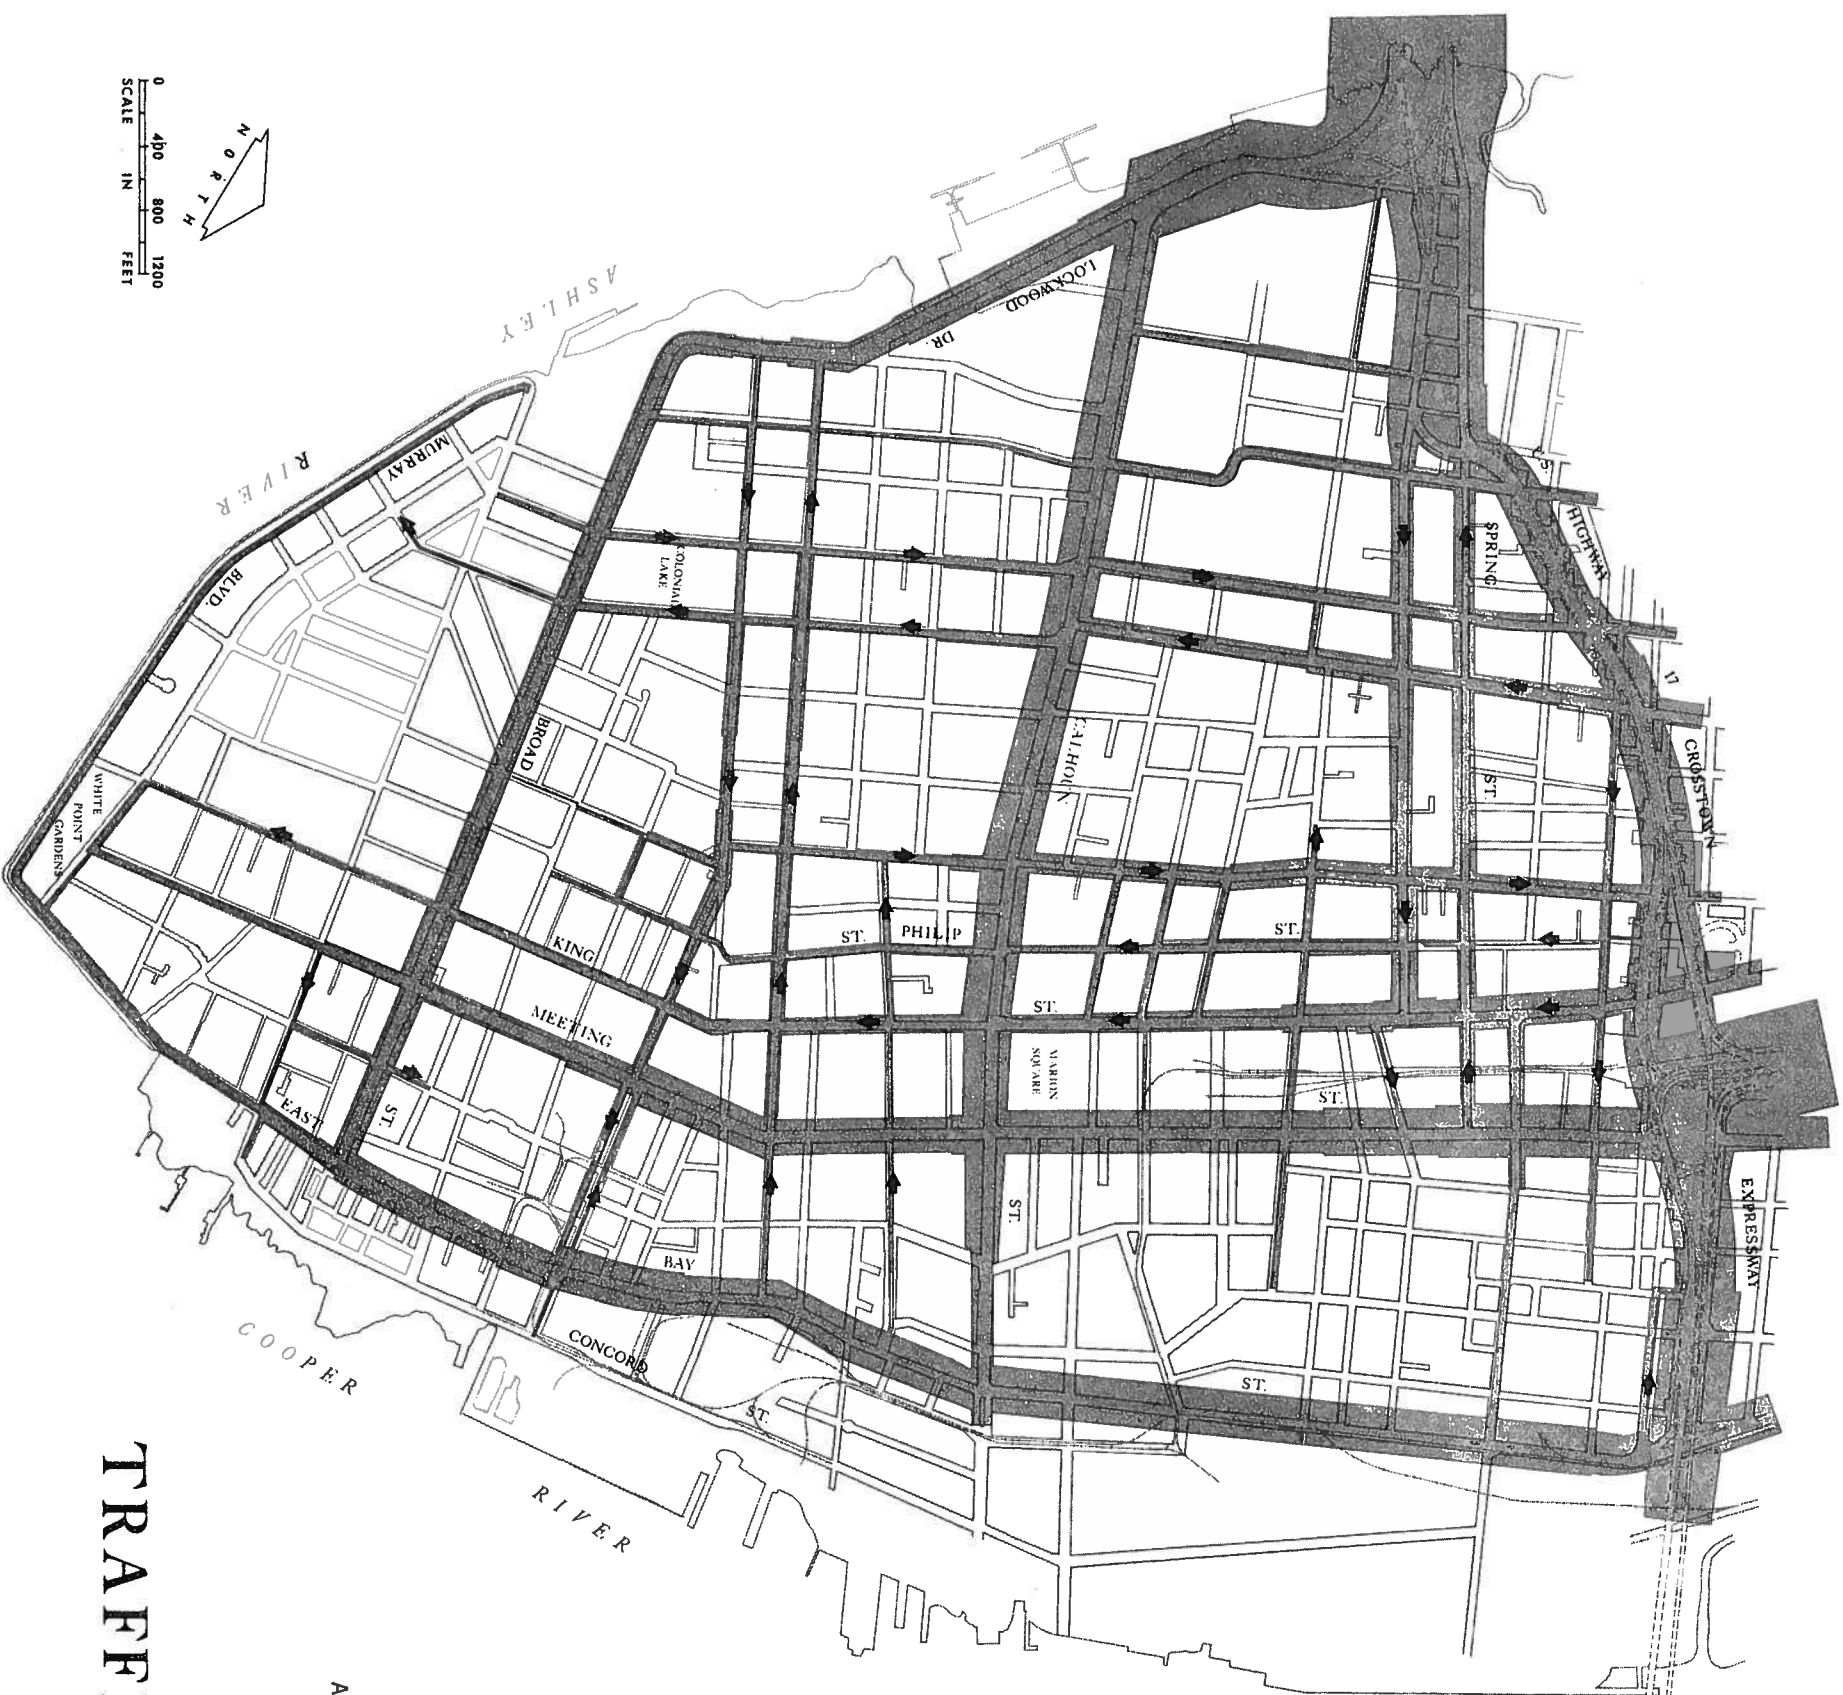 0 400 800 1200
SCALE IN FEET
NORTH
ASHLEY
RIVER
LOCKWOOD
DR.
MURRAY
BLVD.
COLONIAL
LAKE
SPRING
ST.
HIGHWAY
17
CROSSTOWN
EXPRESSWAY
BROAD
ST.
CALHOUN
ST.
WHITE
POINT
GARDENS
KING
ST.
PHILIP
ST.
MEETING
ST.
MARION
SQUARE
ST.
EAST
BAY
ST.
CONCORD
ST.
COOPER
RIVER
TRAFF
A